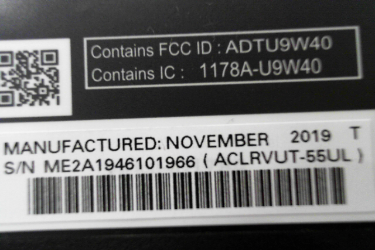 Contains FCC ID : ADTU9W40
Contains IC : 1178A-U9W40
MANUFACTURED: NOVEMBER 2019 T
S/N ME2A1946101966 ( ACLRVUT-55UL )